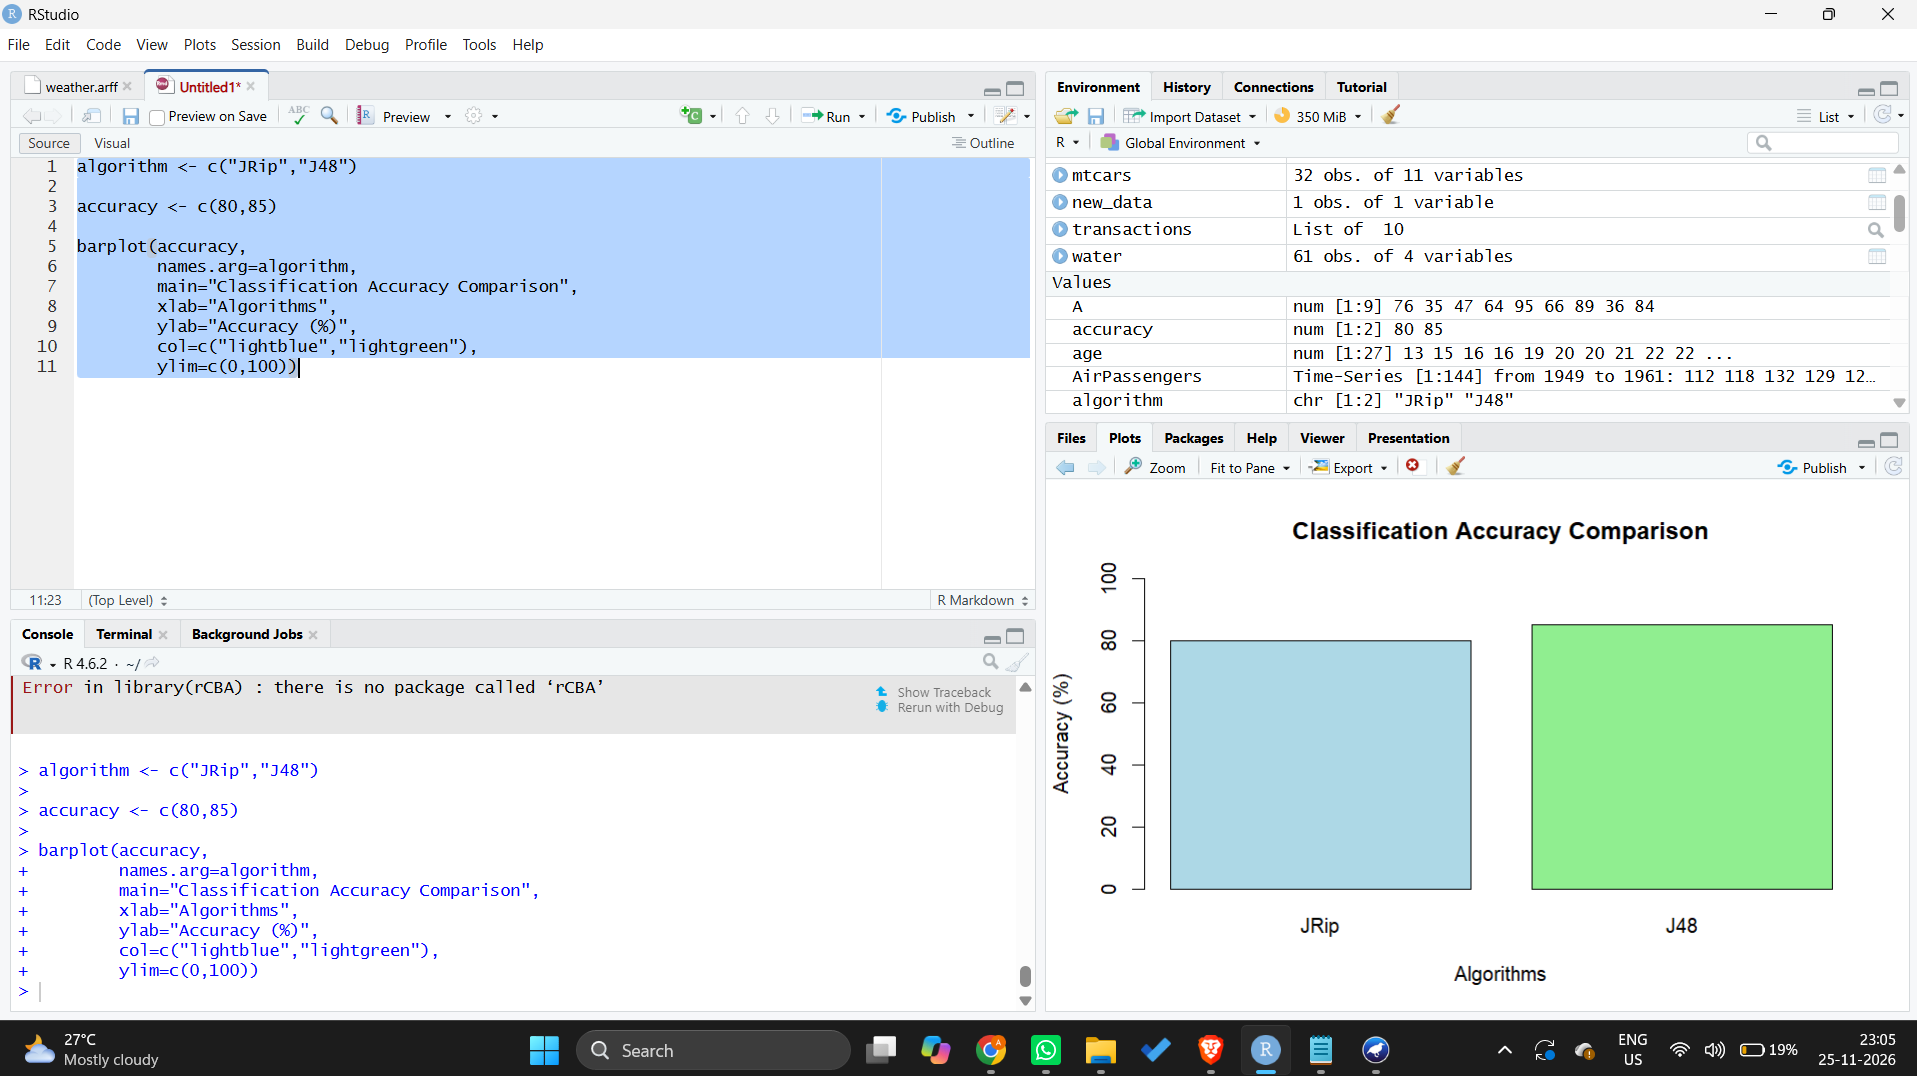 RStudio
File Edit Code View Plots Session Build Debug Profile Tools Help
weather.arff
Untitled1*
Preview on Save
ABC
Preview
Run
Publish
Source Visual
Outline
1 algorithm <- c("JRip","J48")
2
3 accuracy <- c(80,85)
4
5 barplot(accuracy,
6 names.arg=algorithm,
7 main="Classification Accuracy Comparison",
8 xlab="Algorithms",
9 ylab="Accuracy (%)",
10 col=c("lightblue","lightgreen"),
11 ylim=c(0,100))
11:23 (Top Level) R Markdown
Console Terminal Background Jobs
R R 4.6.2 · ~/
Error in library(rCBA) : there is no package called ‘rCBA’
Show Traceback
Rerun with Debug
> algorithm <- c("JRip","J48")
>
> accuracy <- c(80,85)
>
> barplot(accuracy,
+ names.arg=algorithm,
+ main="Classification Accuracy Comparison",
+ xlab="Algorithms",
+ ylab="Accuracy (%)",
+ col=c("lightblue","lightgreen"),
+ ylim=c(0,100))
>
Environment History Connections Tutorial
Import Dataset 350 MiB List
R Global Environment
mtcars 32 obs. of 11 variables
new_data 1 obs. of 1 variable
transactions List of 10
water 61 obs. of 4 variables
Values
A num [1:9] 76 35 47 64 95 66 89 36 84
accuracy num [1:2] 80 85
age num [1:27] 13 15 16 16 19 20 20 21 22 22 ...
AirPassengers Time-Series [1:144] from 1949 to 1961: 112 118 132 129 12…
algorithm chr [1:2] "JRip" "J48"
Files Plots Packages Help Viewer Presentation
Zoom Fit to Pane Export Publish
Classification Accuracy Comparison
100
80
60
40
20
0
Accuracy (%)
JRip J48
Algorithms
27°C
Mostly cloudy
Search
ENG
US
19%
23:05
25-11-2026